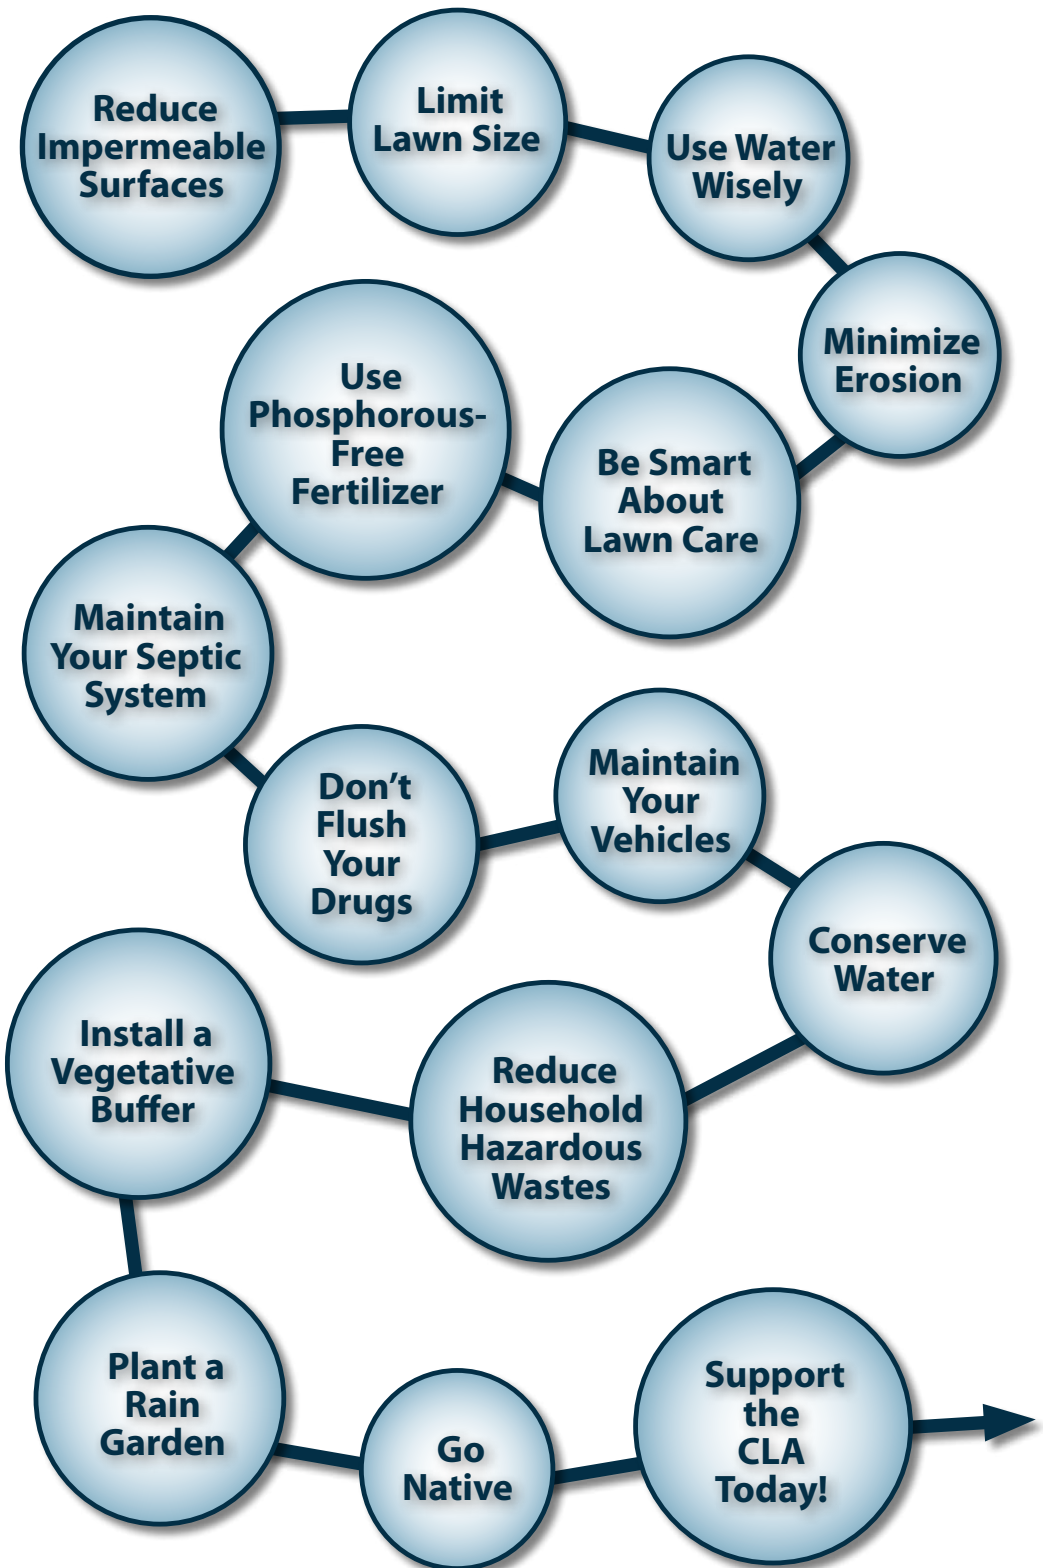 Reduce
Impermeable
Surfaces
Limit
Lawn Size
Use Water
Wisely
Minimize
Erosion
Be Smart
About
Lawn Care
Use
Phosphorous-
Free
Fertilizer
Maintain
Your Septic
System
Don't
Flush
Your
Drugs
Maintain
Your
Vehicles
Conserve
Water
Reduce
Household
Hazardous
Wastes
Install a
Vegetative
Buffer
Plant a
Rain
Garden
Go
Native
Support
the
CLA
Today!